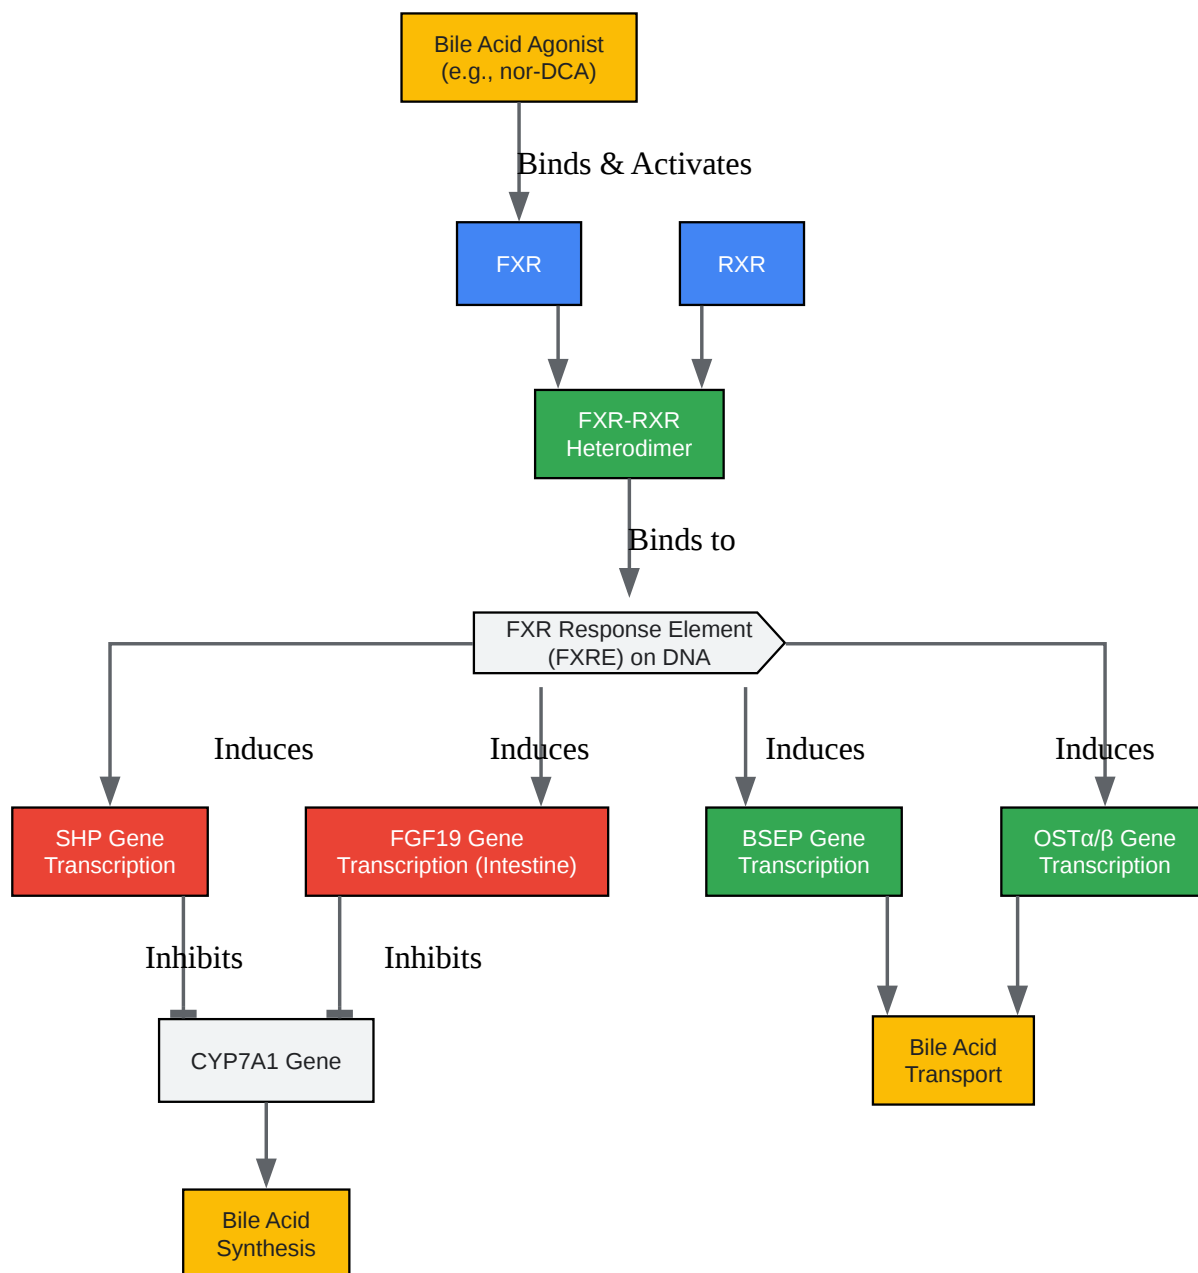 Bile Acid Agonist
(e.g., nor-DCA)
Binds & Activates
FXR
RXR
FXR-RXR
Heterodimer
Binds to
FXR Response Element
(FXRE) on DNA
Induces
Induces
Induces
Induces
SHP Gene
Transcription
FGF19 Gene
Transcription (Intestine)
BSEP Gene
Transcription
OSTα/β Gene
Transcription
Inhibits
Inhibits
CYP7A1 Gene
Bile Acid
Transport
Bile Acid
Synthesis